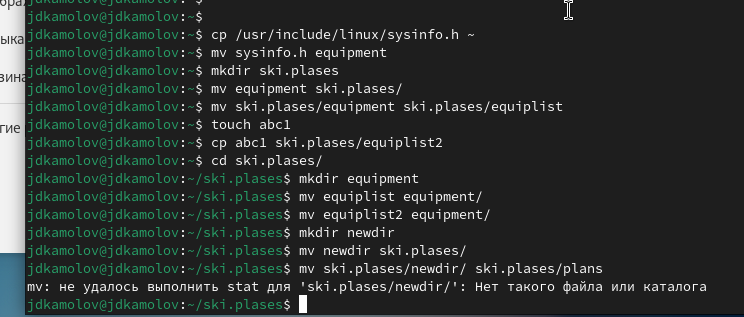 jdkamolov@jdkamolov:~$
jdkamolov@jdkamolov:~$
jdkamolov@jdkamolov:~$ cp /usr/include/linux/sysinfo.h ~
jdkamolov@jdkamolov:~$ mv sysinfo.h equipment
jdkamolov@jdkamolov:~$ mkdir ski.plases
jdkamolov@jdkamolov:~$ mv equipment ski.plases/
jdkamolov@jdkamolov:~$ mv ski.plases/equipment ski.plases/equiplist
jdkamolov@jdkamolov:~$ touch abc1
jdkamolov@jdkamolov:~$ cp abc1 ski.plases/equiplist2
jdkamolov@jdkamolov:~$ cd ski.plases/
jdkamolov@jdkamolov:~/ski.plases$ mkdir equipment
jdkamolov@jdkamolov:~/ski.plases$ mv equiplist equipment/
jdkamolov@jdkamolov:~/ski.plases$ mv equiplist2 equipment/
jdkamolov@jdkamolov:~/ski.plases$ mkdir newdir
jdkamolov@jdkamolov:~/ski.plases$ mv newdir ski.plases/
jdkamolov@jdkamolov:~/ski.plases$ mv ski.plases/newdir/ ski.plases/plans
mv: не удалось выполнить stat для 'ski.plases/newdir/': Нет такого файла или каталога
jdkamolov@jdkamolov:~/ski.plases$